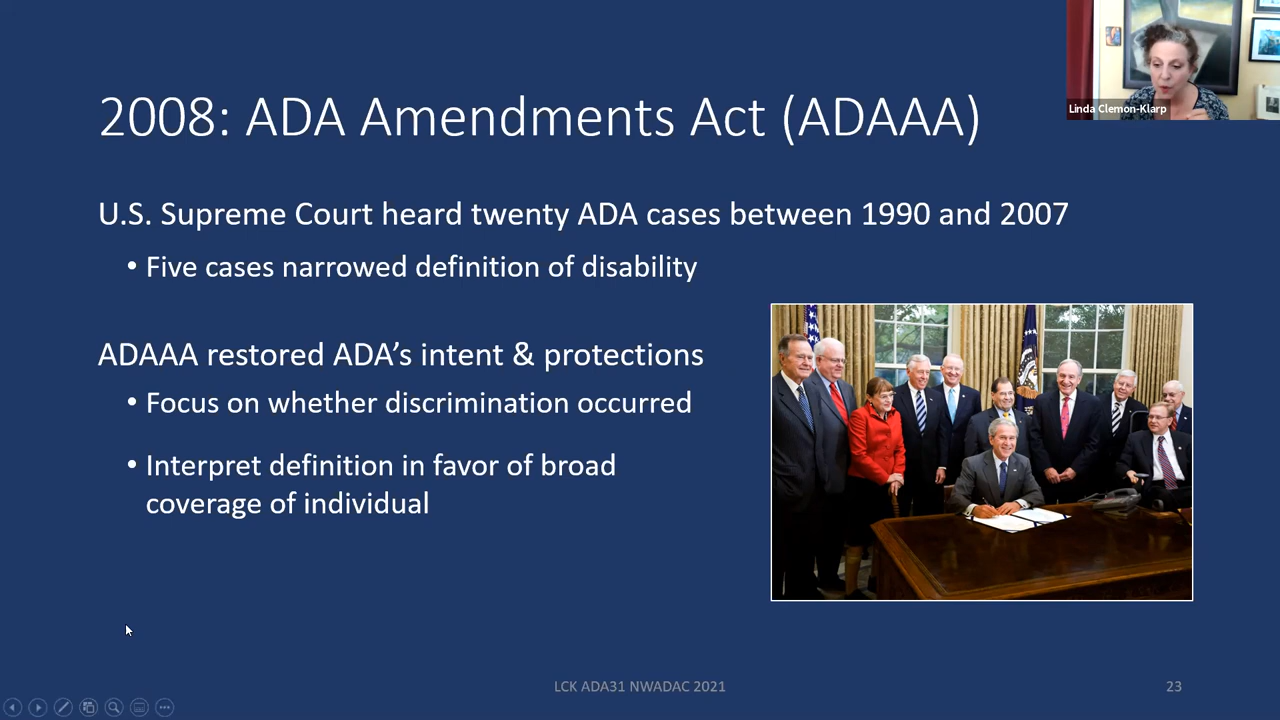 2008: ADA Amendments Act (ADAAA)
Linda Clemon-Klarp
U.S. Supreme Court heard twenty ADA cases between 1990 and 2007
• Five cases narrowed definition of disability
ADAAA restored ADA’s intent & protections
• Focus on whether discrimination occurred
• Interpret definition in favor of broad
coverage of individual
LCK ADA31 NWADAC 2021
23